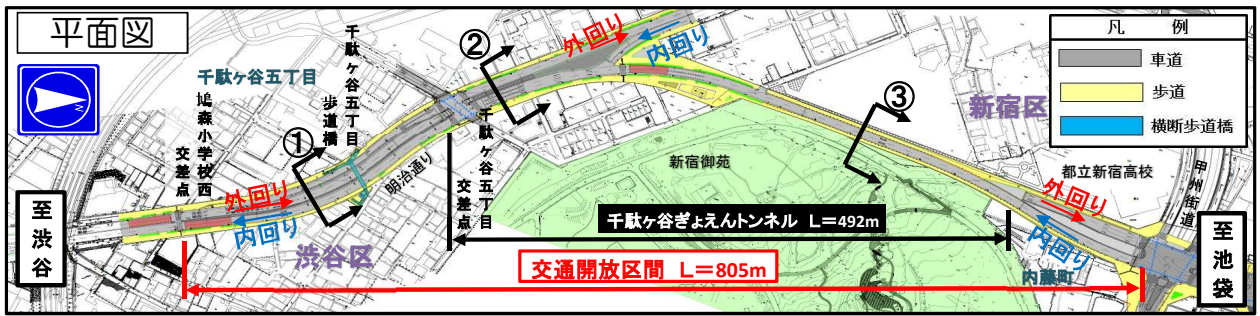 平面図
N
凡 例
車道
歩道
横断歩道橋
至渋谷
鳩森小学校西
交差点
①
千駄ヶ谷五丁目
千駄ヶ谷五丁目
歩道橋
明治通り
外回り
内回り
渋谷区
②
千駄ヶ谷五丁目
交差点
外回り
内回り
③
新宿区
新宿御苑
都立新宿高校
甲州街道
千駄ヶ谷ぎょえんトンネル L=492m
交通開放区間 L=805m
外回り
内回り
内藤町
至池袋